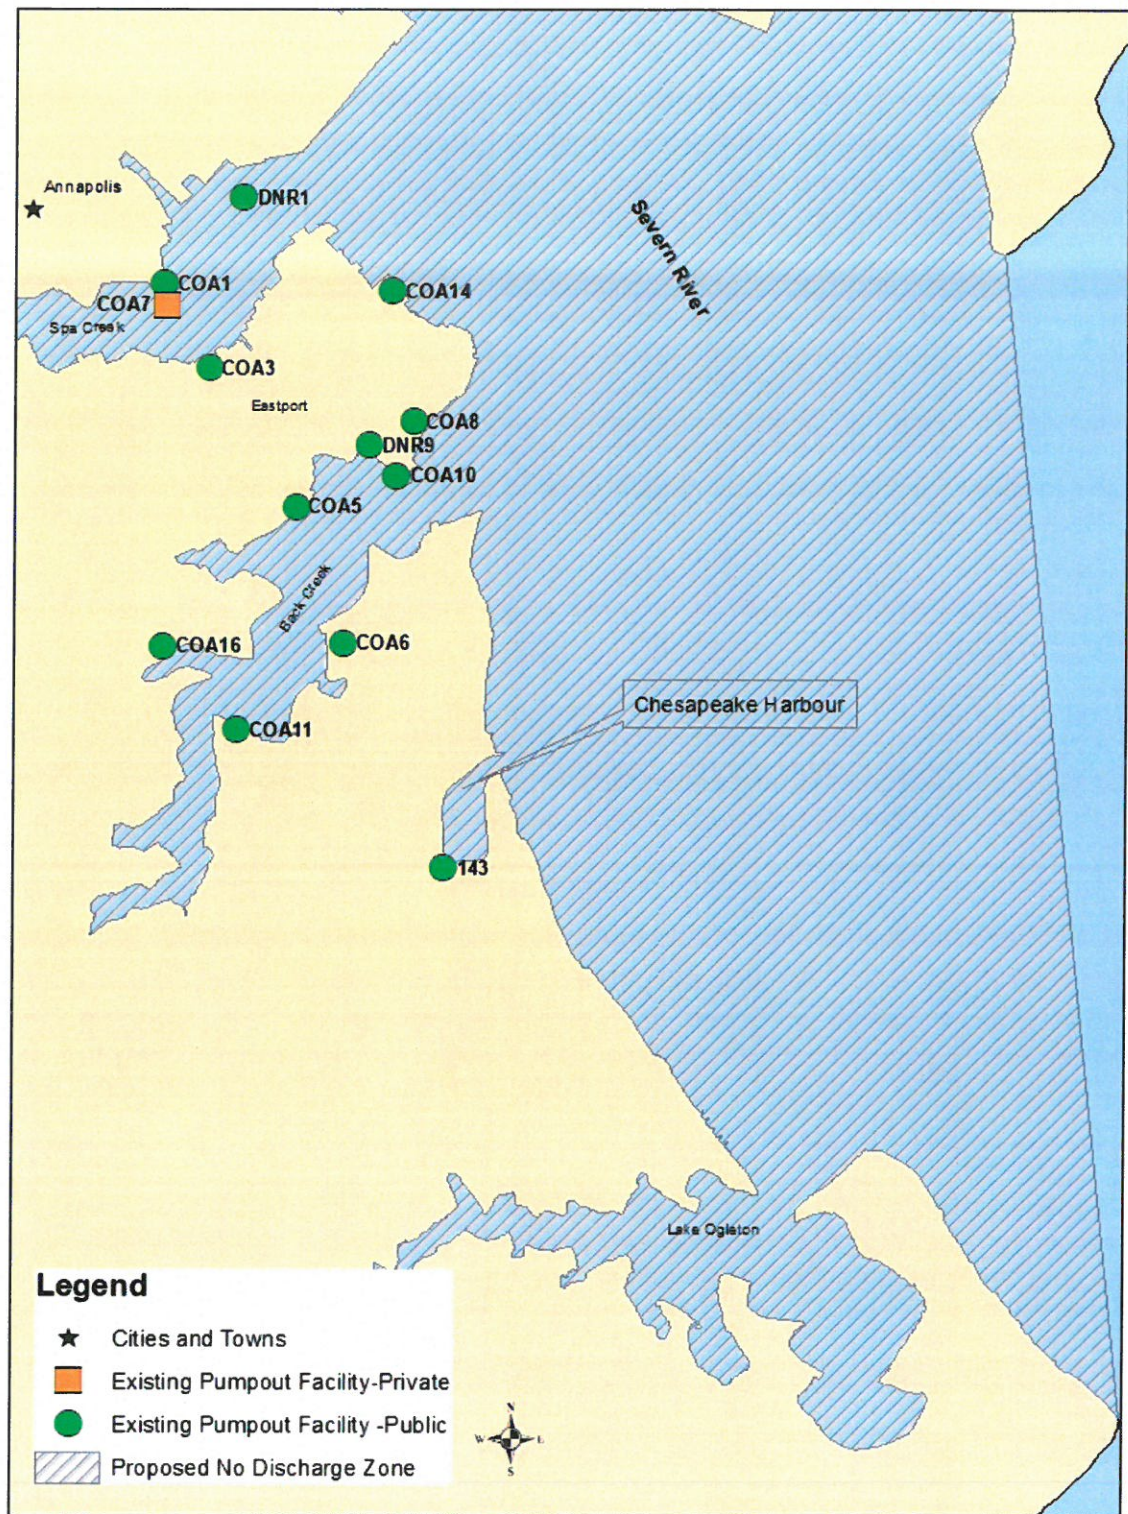 Annapolis
DNR1
Severn River
COA1
COA7
COA14
Spa Creek
COA3
Eastport
COA8
DNR9
COA10
COA5
Back Creek
COA16
COA6
Chesapeake Harbour
COA11
143
Lake Ogleton
Legend
Cities and Towns
Existing Pumpout Facility-Private
Existing Pumpout Facility -Public
Proposed No Discharge Zone
N
W E
S